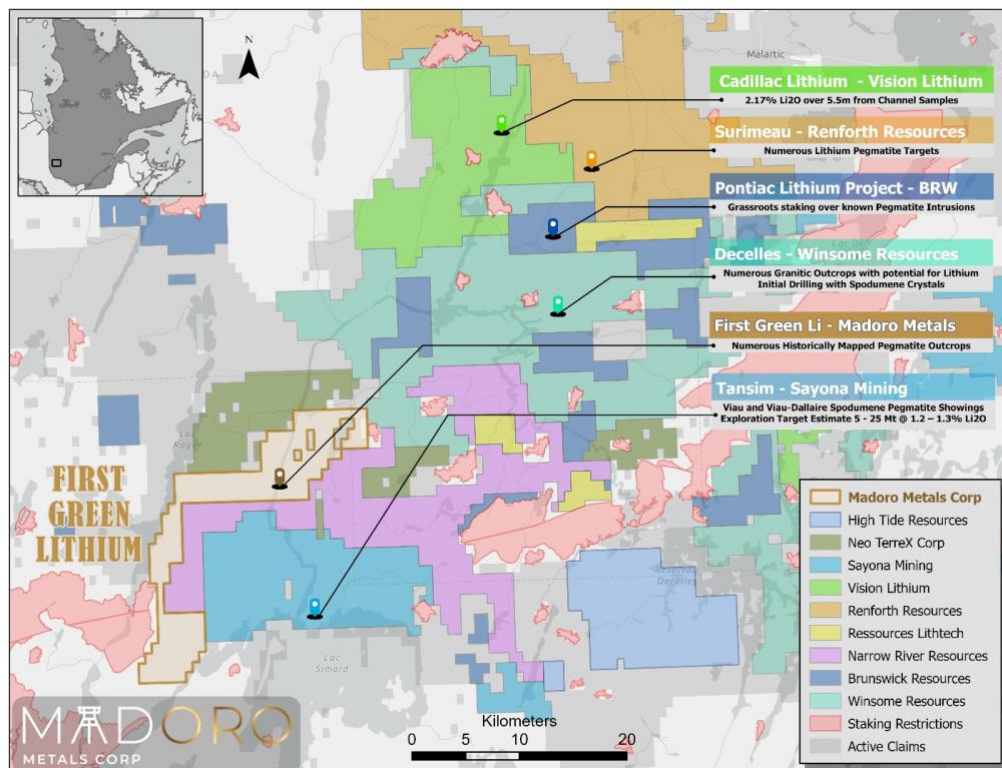 N
DA
Malartic
Cadillac Lithium - Vision Lithium
2.17% Li2O over 5.5m from Channel Samples
Surimeau - Renforth Resources
Numerous Lithium Pegmatite Targets
Pontiac Lithium Project - BRW
Grassroots staking over known Pegmatite Intrusions
Decelles - Winsome Resources
Numerous Granitic Outcrops with potential for Lithium
Initial Drilling with Spodumene Crystals
First Green Li - Madoro Metals
Numerous Historically Mapped Pegmatite Outcrops
Tansim - Sayona Mining
Viau and Viau-Dallaire Spodumene Pegmatite Showings
Exploration Target Estimate 5 - 25 Mt @ 1.2 – 1.3% Li2O
Lac
Roger
FIRST
GREEN
LITHIUM
Decelles
Lac
Simard
Madoro Metals Corp
High Tide Resources
Neo TerreX Corp
Sayona Mining
Vision Lithium
Renforth Resources
Ressources Lithtech
Narrow River Resources
Brunswick Resources
Winsome Resources
Staking Restrictions
Active Claims
MADORO
METALS CORP
Kilometers
0 5 10 20